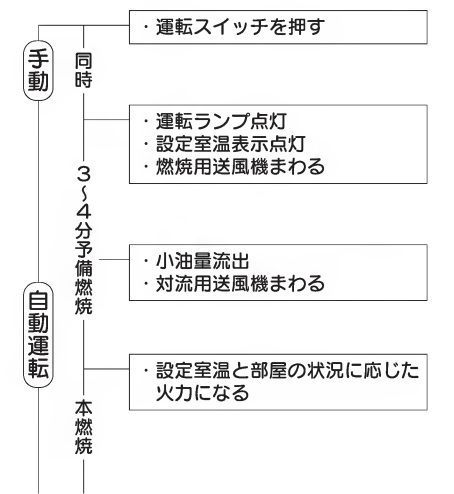 ・運転スイッチを押す
手動
同時
・運転ランプ点灯
・設定室温表示点灯
・燃焼用送風機まわる
3～4分予備燃焼
・小油量流出
・対流用送風機まわる
自動運転
・設定室温と部屋の状況に応じた
火力になる
本燃焼